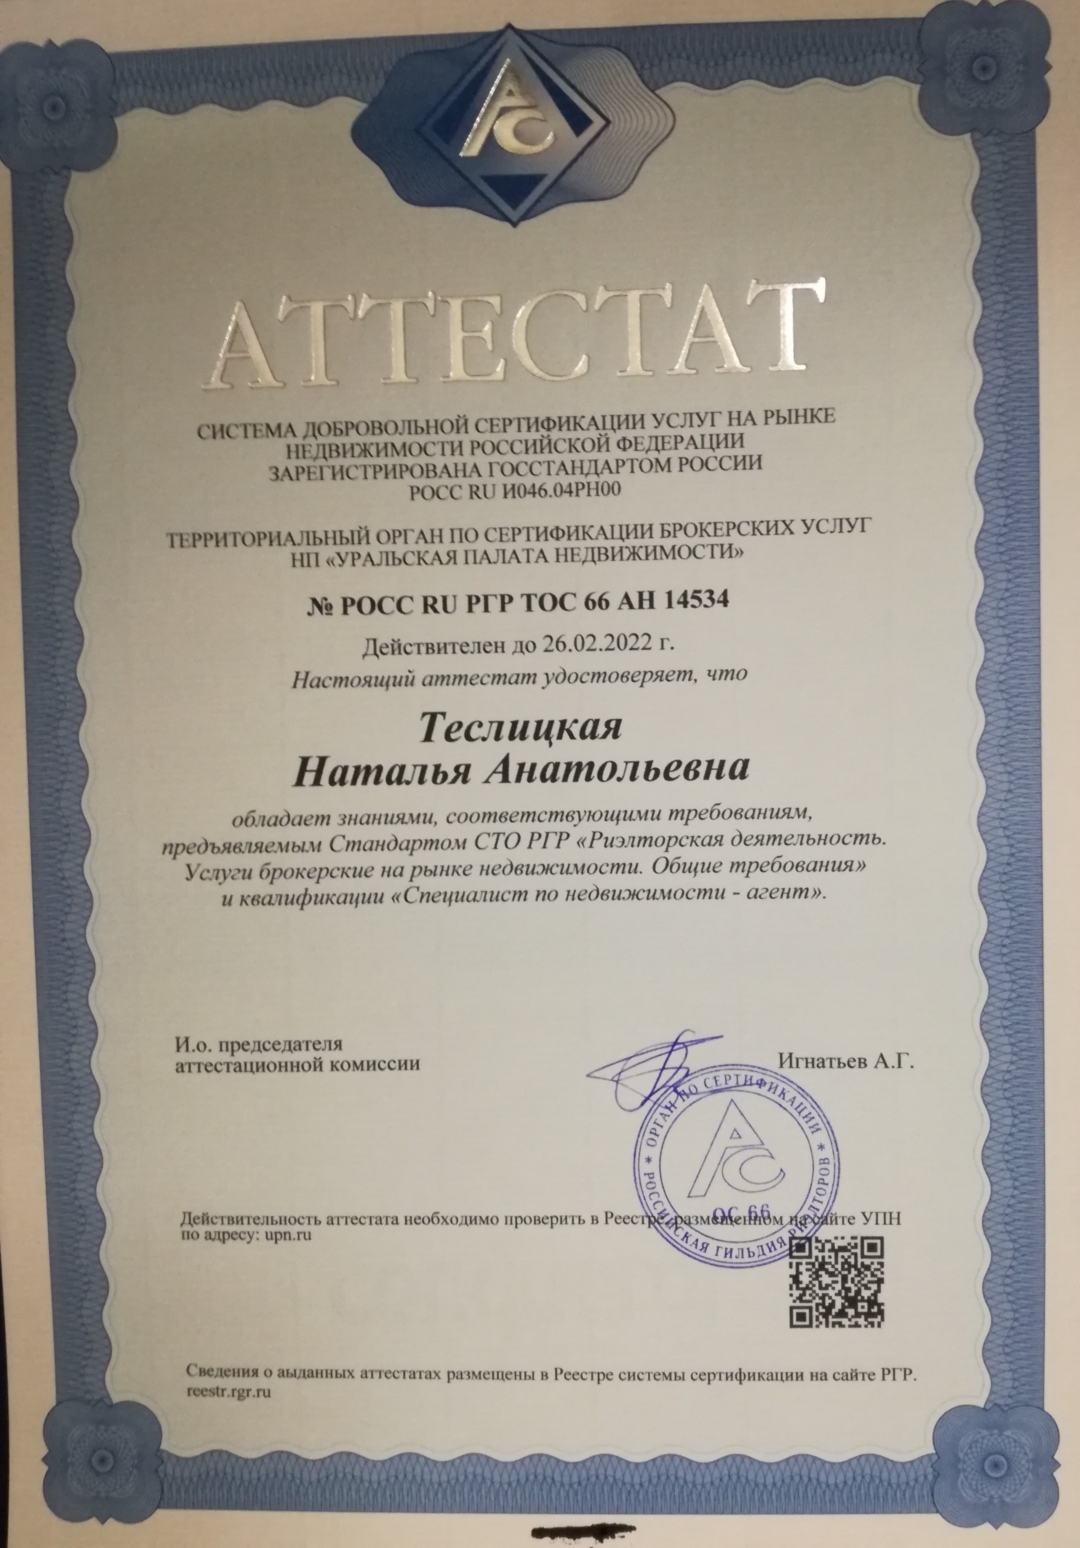 АС
АТТЕСТАТ
СИСТЕМА ДОБРОВОЛЬНОЙ СЕРТИФИКАЦИИ УСЛУГ НА РЫНКЕ
НЕДВИЖИМОСТИ РОССИЙСКОЙ ФЕДЕРАЦИИ
ЗАРЕГИСТРИРОВАНА ГОССТАНДАРТОМ РОССИИ
РОСС RU И046.04РН00
ТЕРРИТОРИАЛЬНЫЙ ОРГАН ПО СЕРТИФИКАЦИИ БРОКЕРСКИХ УСЛУГ
НП «УРАЛЬСКАЯ ПАЛАТА НЕДВИЖИМОСТИ»
№ РОСС RU РГР ТОС 66 АН 14534
Действителен до 26.02.2022 г.
Настоящий аттестат удостоверяет, что
Теслицкая
Наталья Анатольевна
обладает знаниями, соответствующими требованиям,
предъявляемым Стандартом СТО РГР «Риэлторская деятельность.
Услуги брокерские на рынке недвижимости. Общие требования»
и квалификации «Специалист по недвижимости - агент».
И.о. председателя
аттестационной комиссии
Игнатьев А.Г.
ОРГАН ПО СЕРТИФИКАЦИИ * РОССИЙСКАЯ ГИЛЬДИЯ РИЭЛТОРОВ *
АС
ОС 66
Действительность аттестата необходимо проверить в Реестре, размещенном на сайте УПН
по адресу: upn.ru
Сведения о аыданных аттестатах размещены в Реестре системы сертификации на сайте РГР.
reestr.rgr.ru